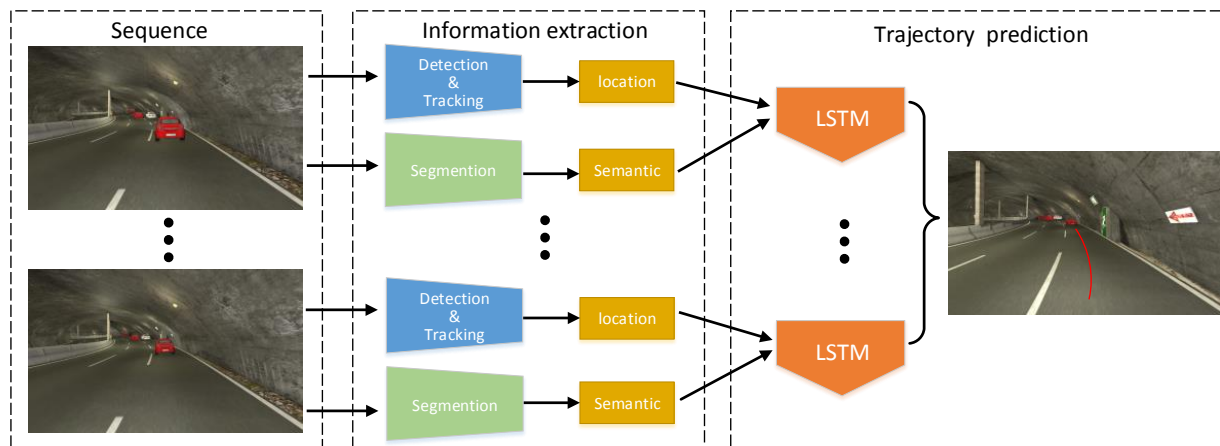 Sequence
Information extraction
Trajectory prediction
Detection
&
Tracking
location
Segmention
Semantic
LSTM
Detection
&
Tracking
location
Segmention
Semantic
LSTM